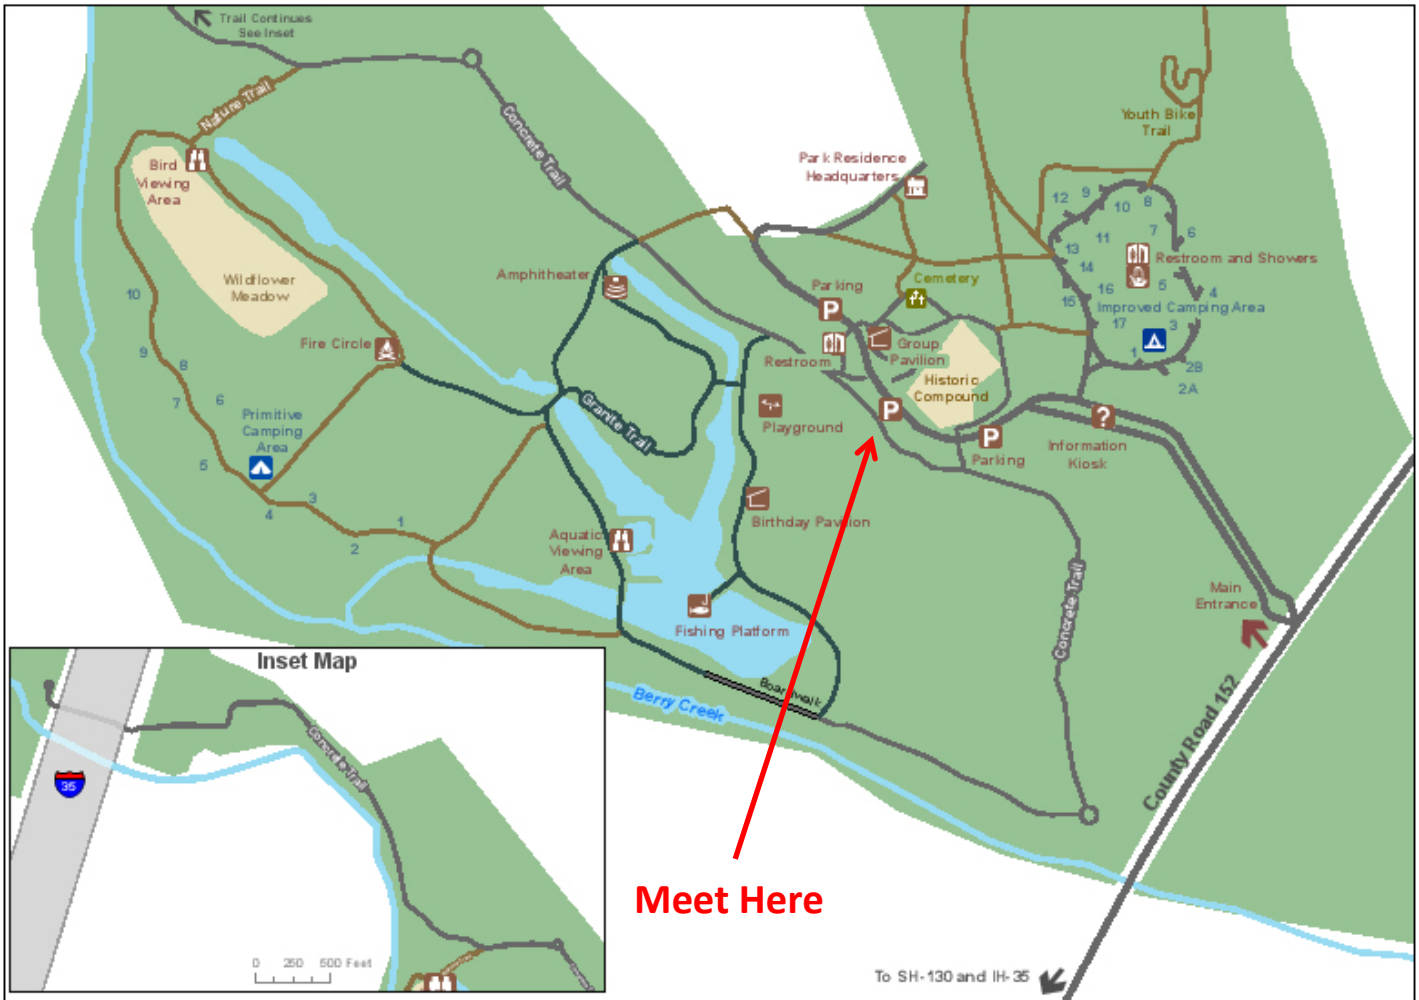 Trail Continues
See Inset
Nature Trail
Concrete Trail
Youth Bike
Trail
Park Residence
Headquarters
Bird
Viewing
Area
12
9
10
8
7
6
11
13
14
16
15
5
4
3
17
1
2B
2A
Restroom and Showers
Improved Camping Area
Wildflower
Meadow
Amphitheater
Parking
P
Cemetery
Fire Circle
Restroom
Group
Pavilion
Historic
Compound
10
9
8
7
6
5
4
3
2
1
Primitive
Camping
Area
Granite Trail
Playground
P
P
Parking
?
Information
Kiosk
Birthday Pavilion
Aquatic
Viewing
Area
Fishing Platform
Concrete Trail
Main
Entrance
Boardwalk
Berry Creek
County Road 152
Inset Map
Concrete Trail
35
0 250 500 Feet
Meet Here
To SH-130 and IH-35